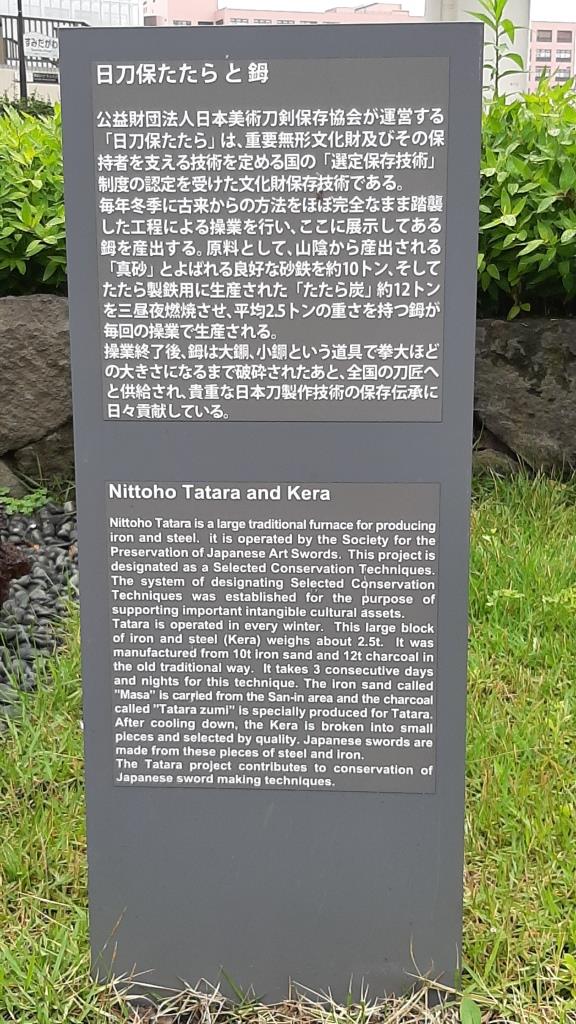 すみだがわ
日刀保たたら と 鉧
公益財団法人日本美術刀剣保存協会が運営する
「日刀保たたら」は、重要無形文化財及びその保
持者を支える技術を定める国の「選定保存技術」
制度の認定を受けた文化財保存技術である。
毎年冬季に古来からの方法をほぼ完全なまま踏襲
した工程による操業を行い、ここに展示してある
鉧を産出する。原料として、山陰から産出される
「真砂」とよばれる良好な砂鉄を約10トン、そして
たたら製鉄用に生産された「たたら炭」約12トン
を三昼夜燃焼させ、平均2.5トンの重さを持つ鉧が
毎回の操業で生産される。
操業終了後、鉧は大銅、小銅という道具で拳大ほど
の大きさになるまで破砕されたあと、全国の刀匠へ
と供給され、貴重な日本刀製作技術の保存伝承に
日々貢献している。
Nittoho Tatara and Kera
Nittoho Tatara is a large traditional furnace for producing
iron and steel. it is operated by the Society for the
Preservation of Japanese Art Swords. This project is
designated as a Selected Conservation Techniques.
The system of designating Selected Conservation
Techniques was established for the purpose of
supporting important intangible cultural assets.
Tatara is operated in every winter. This large block
of iron and steel (Kera) weighs about 2.5t. It was
manufactured from 10t iron sand and 12t charcoal in
the old traditional way. It takes 3 consecutive days
and nights for this technique. The iron sand called
"Masa" is carried from the San-in area and the charcoal
called "Tatara zumi" is specially produced for Tatara.
After cooling down, the Kera is broken into small
pieces and selected by quality. Japanese swords are
made from these pieces of steel and iron.
The Tatara project contributes to conservation of
Japanese sword making techniques.